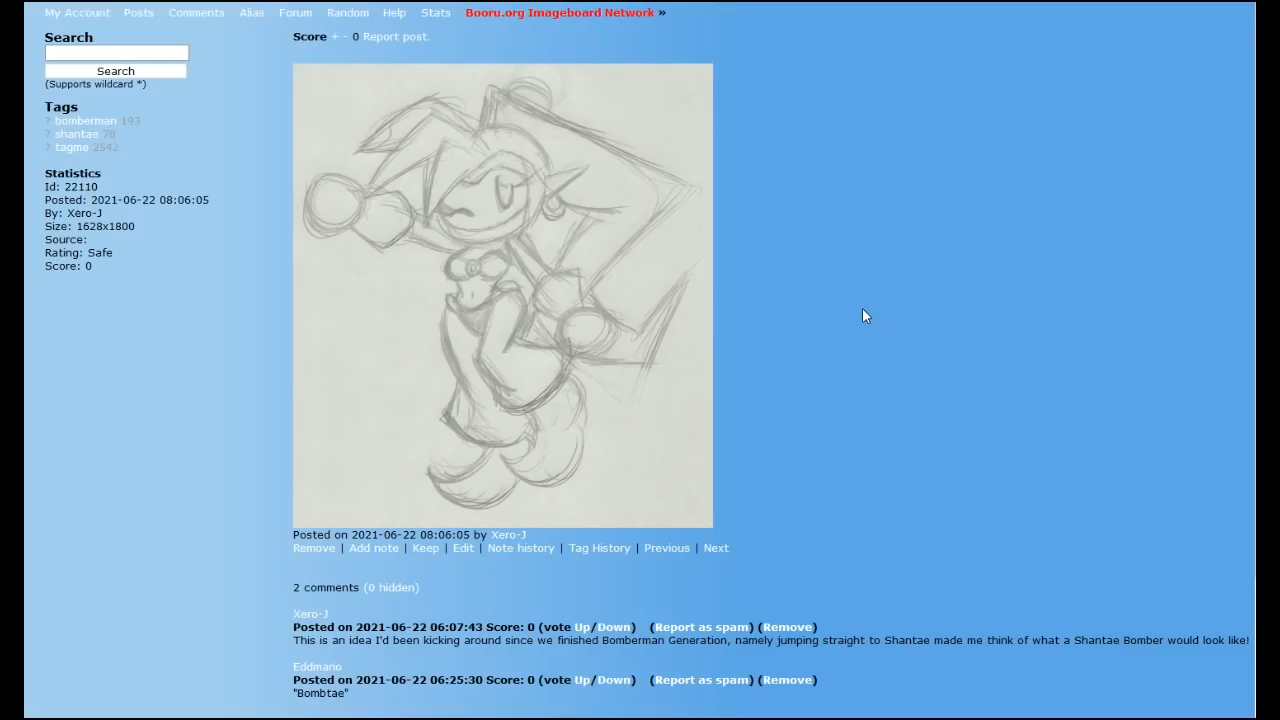 My Account Posts Comments Alias Forum Random Help Stats Booru.org Imageboard Network »
Search
Search
(Supports wildcard *)
Tags
? bomberman 193
? shantae 78
? tagme 2542
Statistics
Id: 22110
Posted: 2021-06-22 08:06:05
By: Xero-J
Size: 1628x1800
Source:
Rating: Safe
Score: 0
Score + - 0 Report post.
Posted on 2021-06-22 08:06:05 by Xero-J
Remove | Add note | Keep | Edit | Note history | Tag History | Previous | Next
2 comments (0 hidden)
Xero-J
Posted on 2021-06-22 06:07:43 Score: 0 (vote Up/Down) (Report as spam) (Remove)
This is an idea I'd been kicking around since we finished Bomberman Generation, namely jumping straight to Shantae made me think of what a Shantae Bomber would look like!
Eddmario
Posted on 2021-06-22 06:25:30 Score: 0 (vote Up/Down) (Report as spam) (Remove)
"Bombtae"